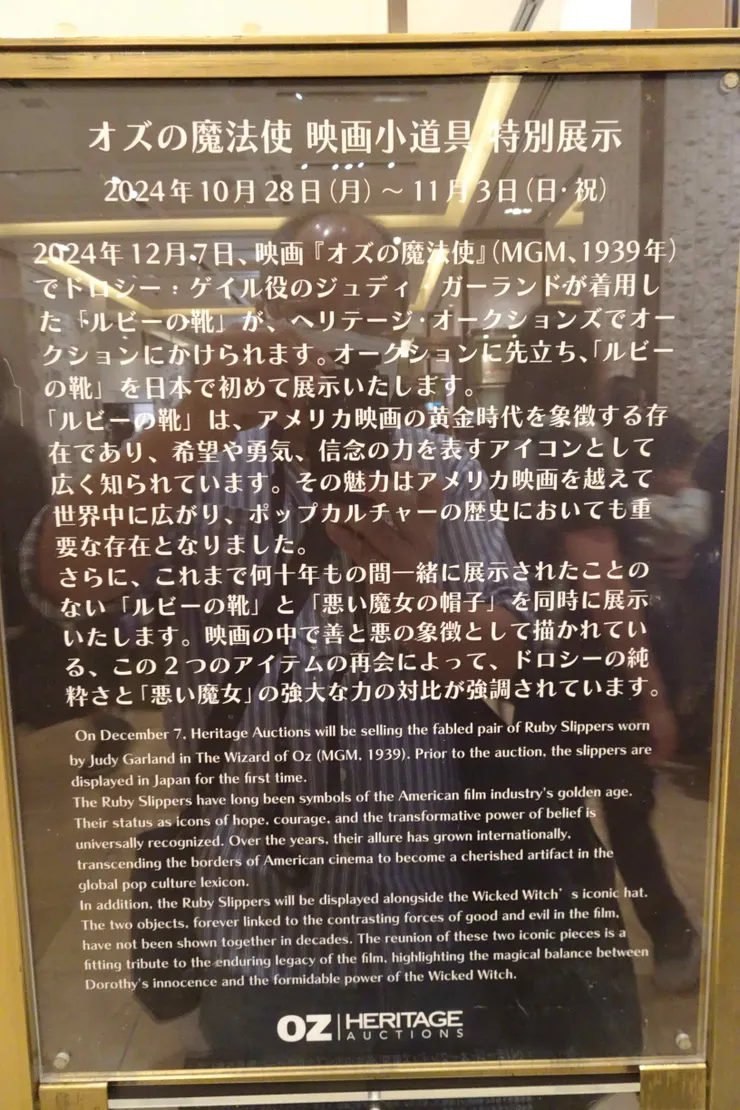 オズの魔法使 映画小道具 特別展示
2024年10月28日(月)〜11月3日(日・祝)
2024年12月7日、映画『オズの魔法使』(MGM、1939年)
でドロシー：ゲイル役のジュディ・ガーランドが着用し
た「ルビーの靴」が、ヘリテージ・オークションズでオー
クションにかけられます。オークションに先立ち、「ルビー
の靴」を日本で初めて展示いたします。
「ルビーの靴」は、アメリカ映画の黄金時代を象徴する存
在であり、希望や勇気、信念の力を表すアイコンとして
広く知られています。その魅力はアメリカ映画を越えて
世界中に広がり、ポップカルチャーの歴史においても重
要な存在となりました。
さらに、これまで何十年もの間一緒に展示されたことの
ない「ルビーの靴」と「悪い魔女の帽子」を同時に展示
いたします。映画の中で善と悪の象徴として描かれてい
る、この2つのアイテムの再会によって、ドロシーの純
粋さと「悪い魔女」の強大な力の対比が強調されています。
On December 7, Heritage Auctions will be selling the fabled pair of Ruby Slippers worn
by Judy Garland in The Wizard of Oz (MGM, 1939). Prior to the auction, the slippers are
displayed in Japan for the first time.
The Ruby Slippers have long been symbols of the American film industry's golden age.
Their status as icons of hope, courage, and the transformative power of belief is
universally recognized. Over the years, their allure has grown internationally,
transcending the borders of American cinema to become a cherished artifact in the
global pop culture lexicon.
In addition, the Ruby Slippers will be displayed alongside the Wicked Witch' s iconic hat.
The two objects, forever linked to the contrasting forces of good and evil in the film,
have not been shown together in decades. The reunion of these two iconic pieces is a
fitting tribute to the enduring legacy of the film, highlighting the magical balance between
Dorothy's innocence and the formidable power of the Wicked Witch.
OZ | HERITAGE
AUCTIONS